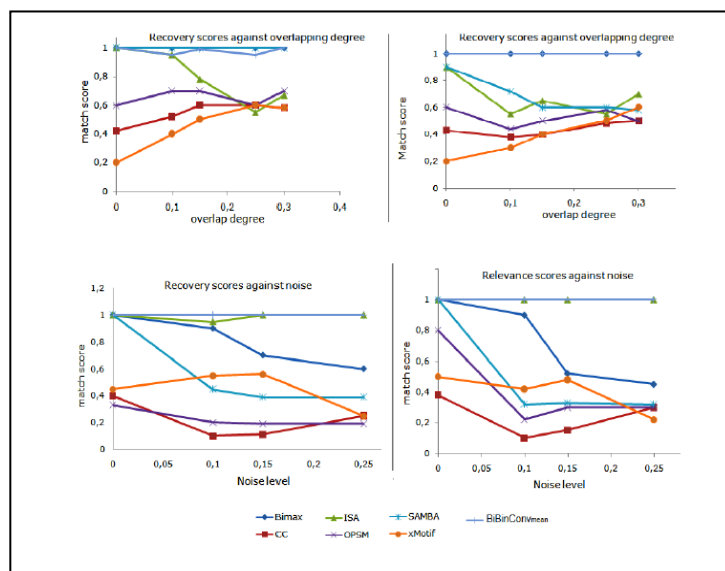 Recovery scores against overlapping degree
match score
1
0,8
0,6
0,4
0,2
0
0 0,1 0,2 0,3 0,4
overlap degree
Recovery scores against overlapping degree
Match score
1
0,8
0,6
0,4
0,2
0
0 0,1 0,2 0,3
overlap degree
Recovery scores against noise
match score
1,2
1
0,8
0,6
0,4
0,2
0
0 0,05 0,1 0,15 0,2 0,25
Noise level
Relevance scores against noise
match score
1
0,8
0,6
0,4
0,2
0
0 0,05 0,1 0,15 0,2 0,25
Noise level
Bimax ISA SAMBA BiBinConvmean
CC OPSM xMotif